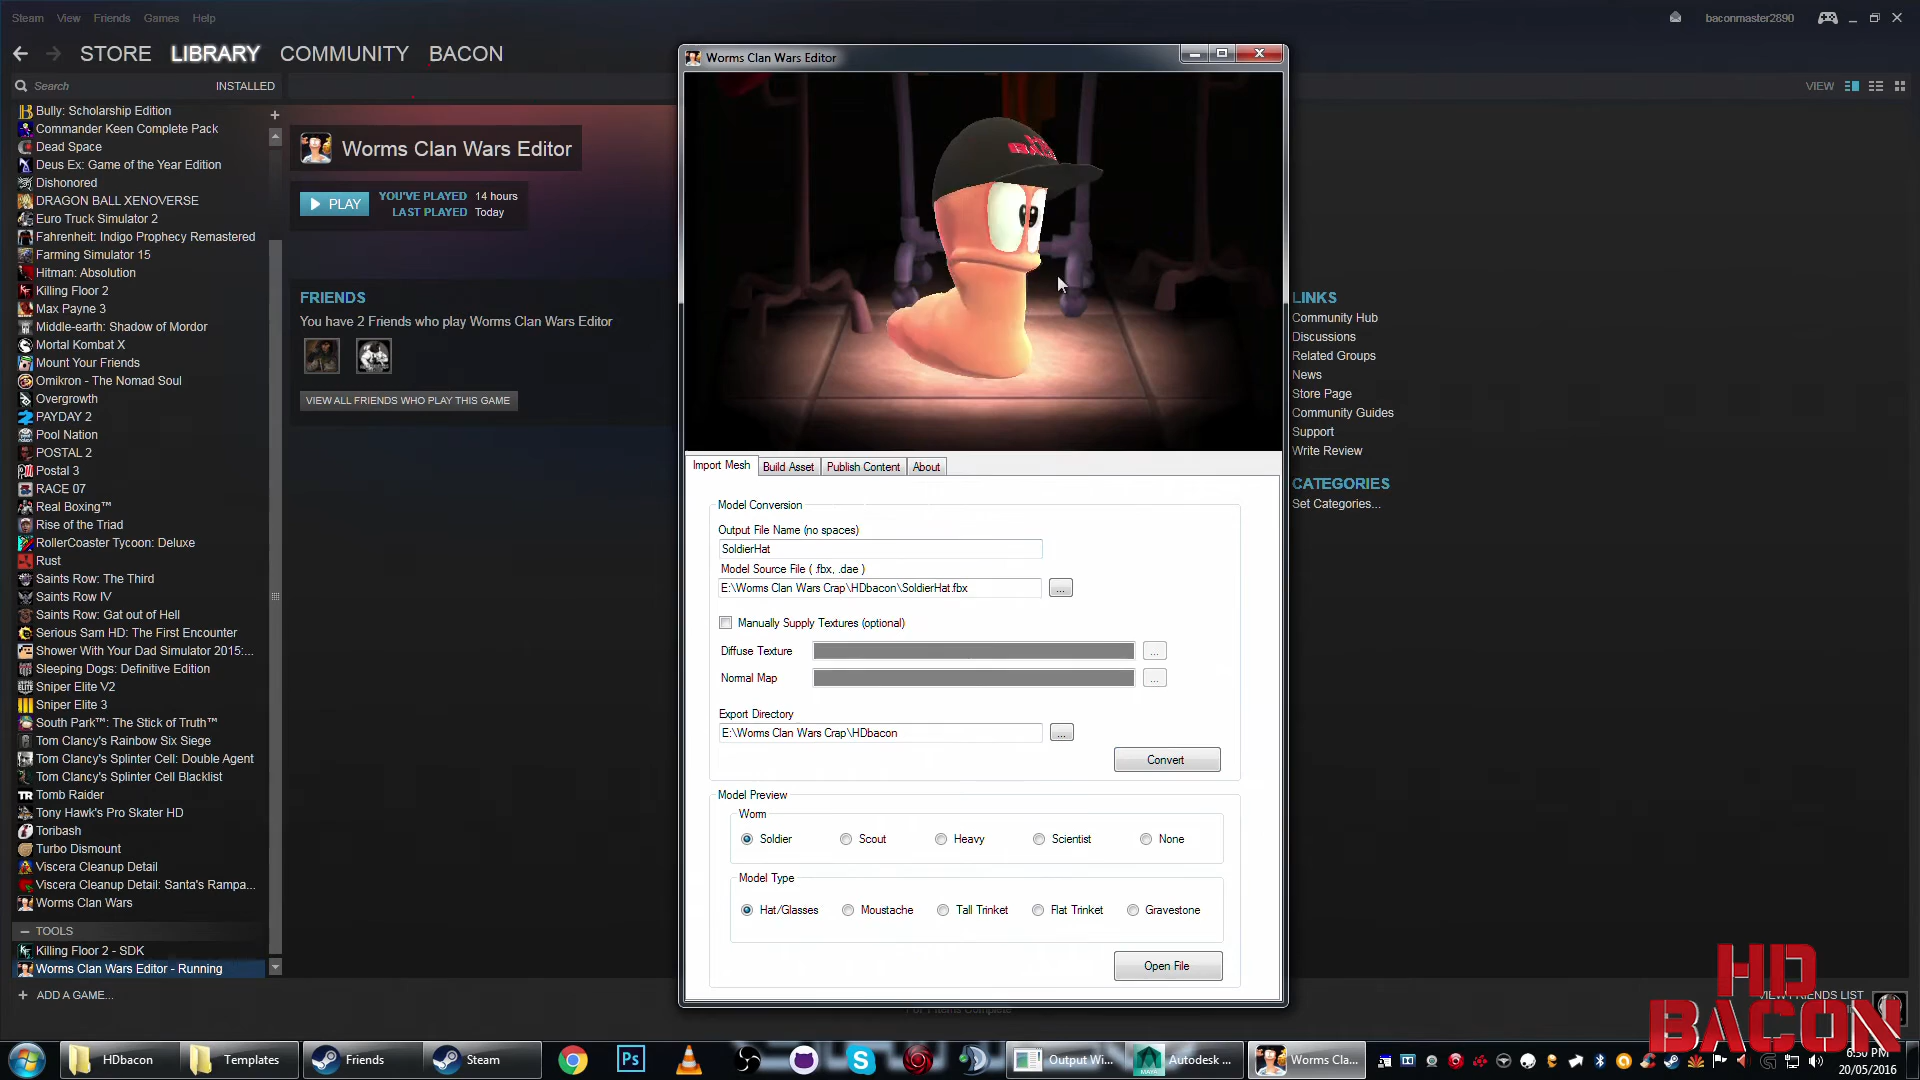 Steam View Friends Games Help
baconmaster2890
STORE LIBRARY COMMUNITY BACON
Search INSTALLED
VIEW
Bully: Scholarship Edition
Commander Keen Complete Pack
Dead Space
Deus Ex: Game of the Year Edition
Dishonored
DRAGON BALL XENOVERSE
Euro Truck Simulator 2
Fahrenheit: Indigo Prophecy Remastered
Farming Simulator 15
Hitman: Absolution
Killing Floor 2
Max Payne 3
Middle-earth: Shadow of Mordor
Mortal Kombat X
Mount Your Friends
Omikron - The Nomad Soul
Overgrowth
PAYDAY 2
Pool Nation
POSTAL 2
Postal 3
RACE 07
Real Boxing™
Rise of the Triad
RollerCoaster Tycoon: Deluxe
Rust
Saints Row: The Third
Saints Row IV
Saints Row: Gat out of Hell
Serious Sam HD: The First Encounter
Shower With Your Dad Simulator 2015:...
Sleeping Dogs: Definitive Edition
Sniper Elite V2
Sniper Elite 3
South Park™: The Stick of Truth™
Tom Clancy's Rainbow Six Siege
Tom Clancy's Splinter Cell: Double Agent
Tom Clancy's Splinter Cell Blacklist
Tomb Raider
Tony Hawk's Pro Skater HD
Toribash
Turbo Dismount
Viscera Cleanup Detail
Viscera Cleanup Detail: Santa's Rampa...
Worms Clan Wars
TOOLS
Killing Floor 2 - SDK
Worms Clan Wars Editor - Running
+ ADD A GAME...
Worms Clan Wars Editor
PLAY
YOU'VE PLAYED 14 hours
LAST PLAYED Today
FRIENDS
You have 2 Friends who play Worms Clan Wars Editor
VIEW ALL FRIENDS WHO PLAY THIS GAME
Worms Clan Wars Editor
Import Mesh Build Asset Publish Content About
Model Conversion
Output File Name (no spaces)
SoldierHat
Model Source File ( .fbx, .dae )
E:\Worms Clan Wars Crap\HDbacon\SoldierHat.fbx
...
Manually Supply Textures (optional)
Diffuse Texture ...
Normal Map ...
Export Directory
E:\Worms Clan Wars Crap\HDbacon
...
Convert
Model Preview
Worm
Soldier Scout Heavy Scientist None
Model Type
Hat/Glasses Moustache Tall Trinket Flat Trinket Gravestone
Open File
LINKS
Community Hub
Discussions
Related Groups
News
Store Page
Community Guides
Support
Write Review
CATEGORIES
Set Categories...
VIEW FRIENDS LIST
HD
BACON
HDbacon Templates Friends Steam Ps Output Wi... Autodesk ... Worms Cla...
6:50 PM
20/05/2016